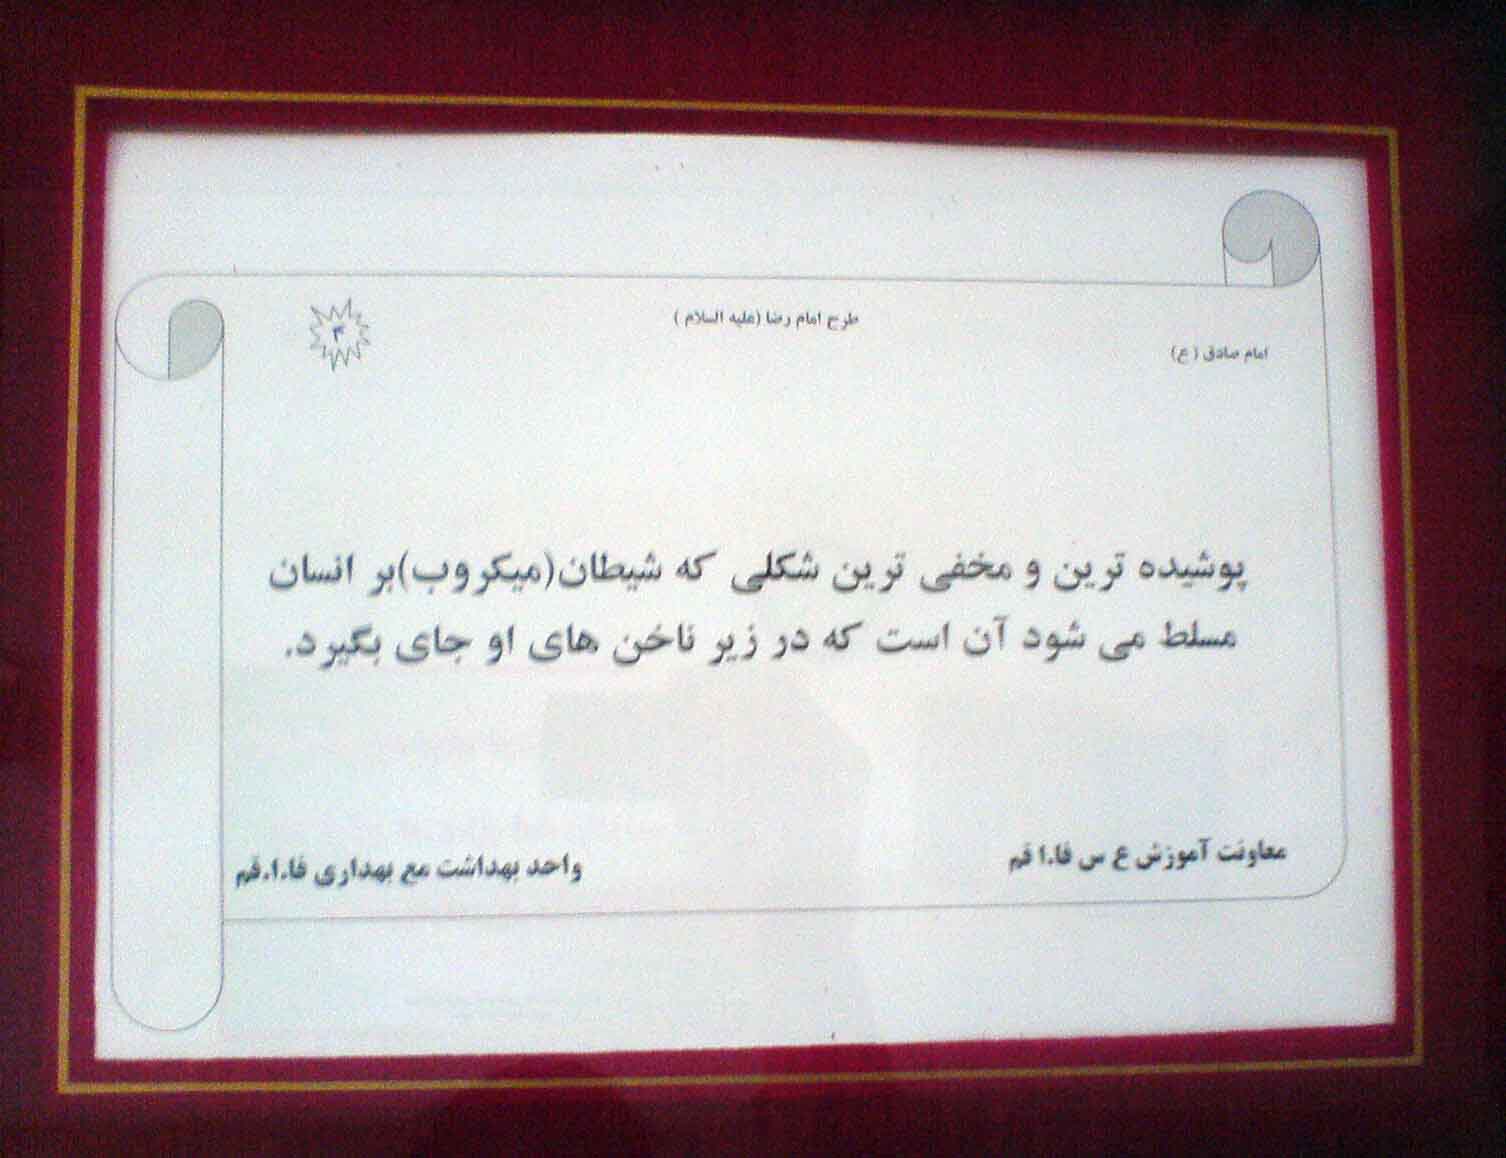 طرح امام رضا (علیه السلام )
۴
امام صادق ( ع)
پوشیده ترین و مخفی ترین شکلی که شیطان(میکروب)بر انسان
مسلط می شود آن است که در زیر ناخن های او جای بگیرد.
معاونت آموزش ع س فا.ا قم
واحد بهداشت مع بهداری فا.ا.قم